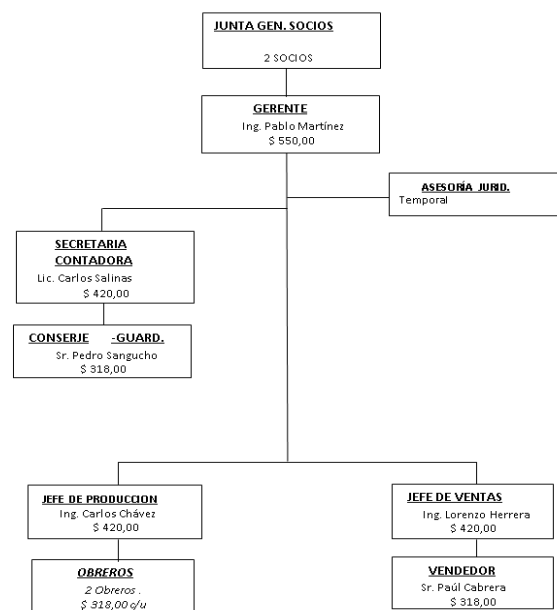 JUNTA GEN. SOCIOS
2 SOCIOS
GERENTE
Ing. Pablo Martínez
$ 550,00
ASESORÍA JURID.
Temporal
SECRETARIA
CONTADORA
Lic. Carlos Salinas
$ 420,00
CONSERJE -GUARD.
Sr. Pedro Sangucho
$ 318,00
JEFE DE PRODUCCION
Ing. Carlos Chávez
$ 420,00
JEFE DE VENTAS
Ing. Lorenzo Herrera
$ 420,00
OBREROS
2 Obreros .
$ 318,00 c/u
VENDEDOR
Sr. Paúl Cabrera
$ 318,00